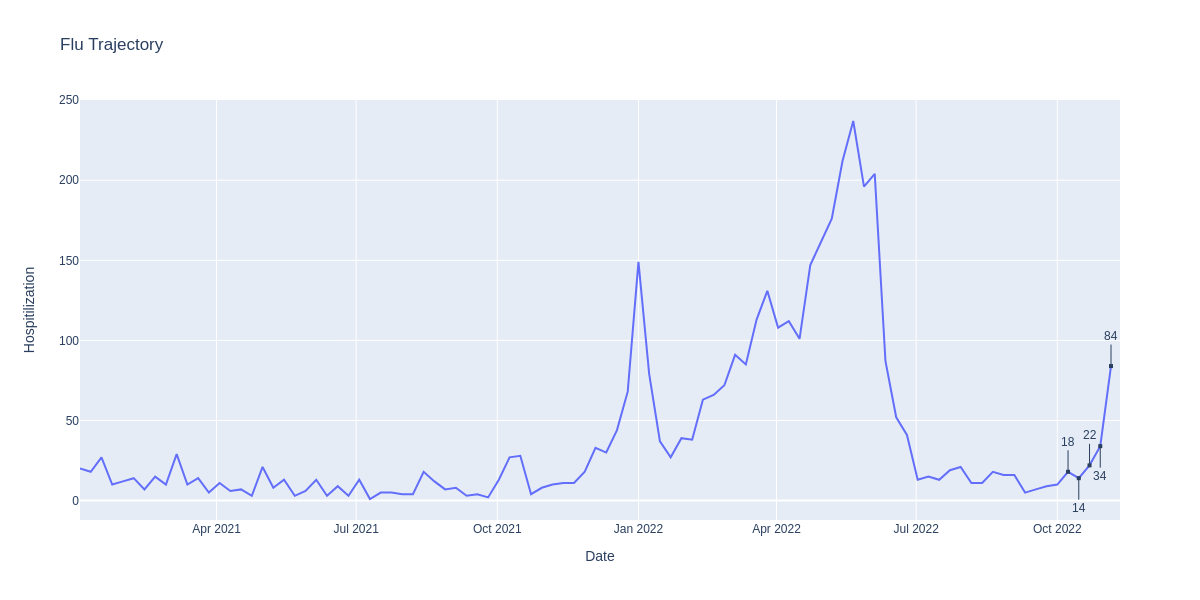 Flu Trajectory
250
200
150
100
50
0
Hospitilization
84
22
18
34
14
Apr 2021
Jul 2021
Oct 2021
Jan 2022
Apr 2022
Jul 2022
Oct 2022
Date